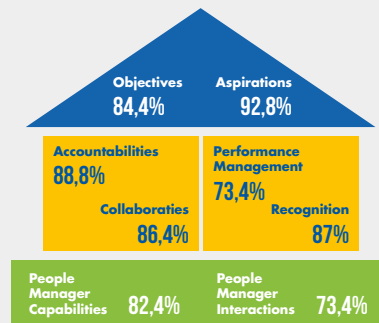 Objectives
84,4%
Aspirations
92,8%
Accountabilities
88,8%
Collaboraties
86,4%
Performance
Management
73,4%
Recognition
87%
People
Manager
Capabilities 82,4%
People
Manager
Interactions 73,4%